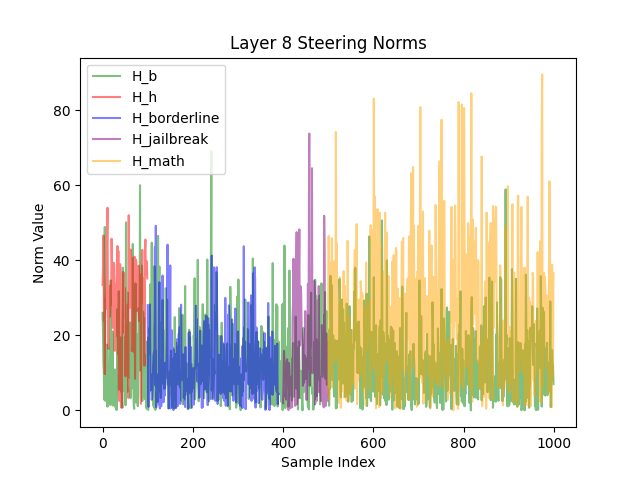 Layer 8 Steering Norms
H_b
H_h
H_borderline
H_jailbreak
H_math
Norm Value
80
60
40
20
0
0 200 400 600 800 1000
Sample Index